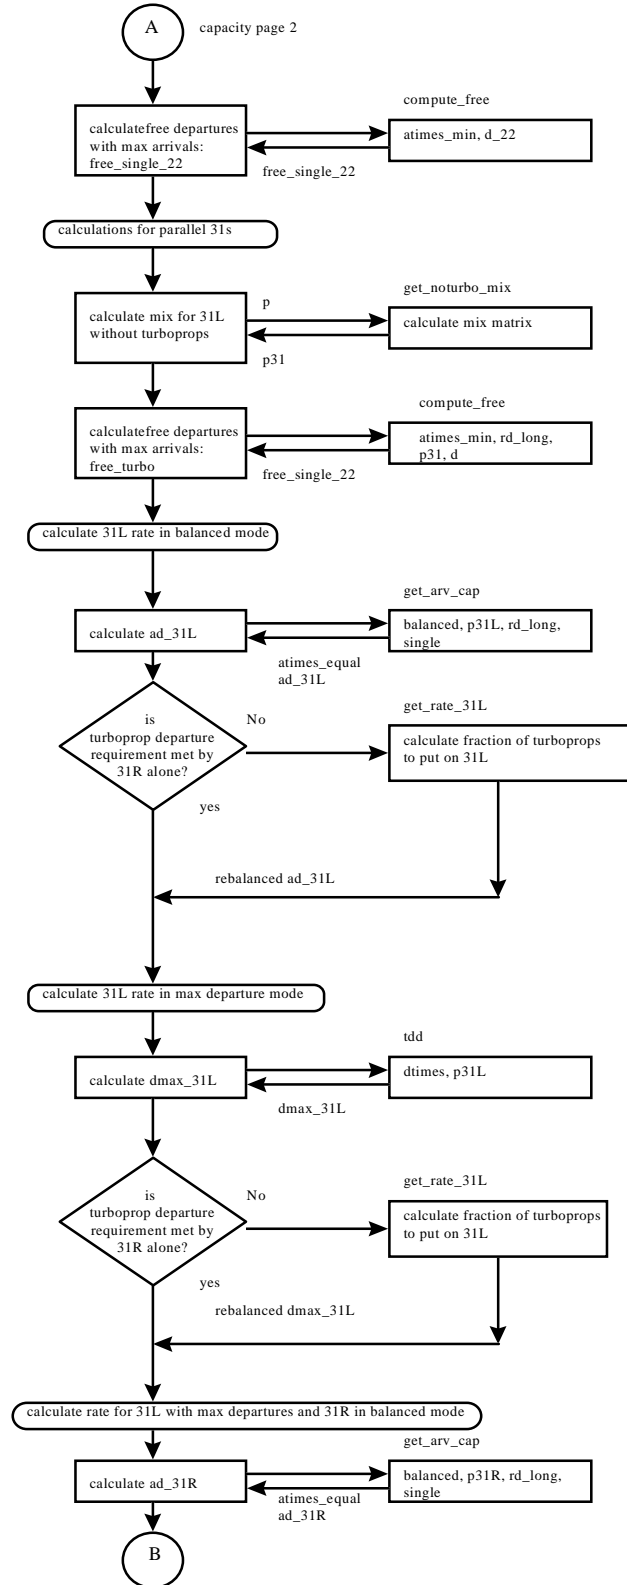 A
capacity page 2
compute_free
calculatefree departures
with max arrivals:
free_single_22
atimes_min, d_22
free_single_22
calculations for parallel 31s
get_noturbo_mix
p
calculate mix for 31L
without turboprops
calculate mix matrix
p31
compute_free
calculatefree departures
with max arrivals:
free_turbo
atimes_min, rd_long,
p31, d
free_single_22
calculate 31L rate in balanced mode
get_arv_cap
calculate ad_31L
balanced, p31L, rd_long,
single
atimes_equal
ad_31L
is
turboprop departure
requirement met by
31R alone?
No
get_rate_31L
calculate fraction of turboprops
to put on 31L
yes
rebalanced ad_31L
calculate 31L rate in max departure mode
tdd
calculate dmax_31L
dtimes, p31L
dmax_31L
is
turboprop departure
requirement met by
31R alone?
No
get_rate_31L
calculate fraction of turboprops
to put on 31L
yes
rebalanced dmax_31L
calculate rate for 31L with max departures and 31R in balanced mode
get_arv_cap
calculate ad_31R
balanced, p31R, rd_long,
single
atimes_equal
ad_31R
B